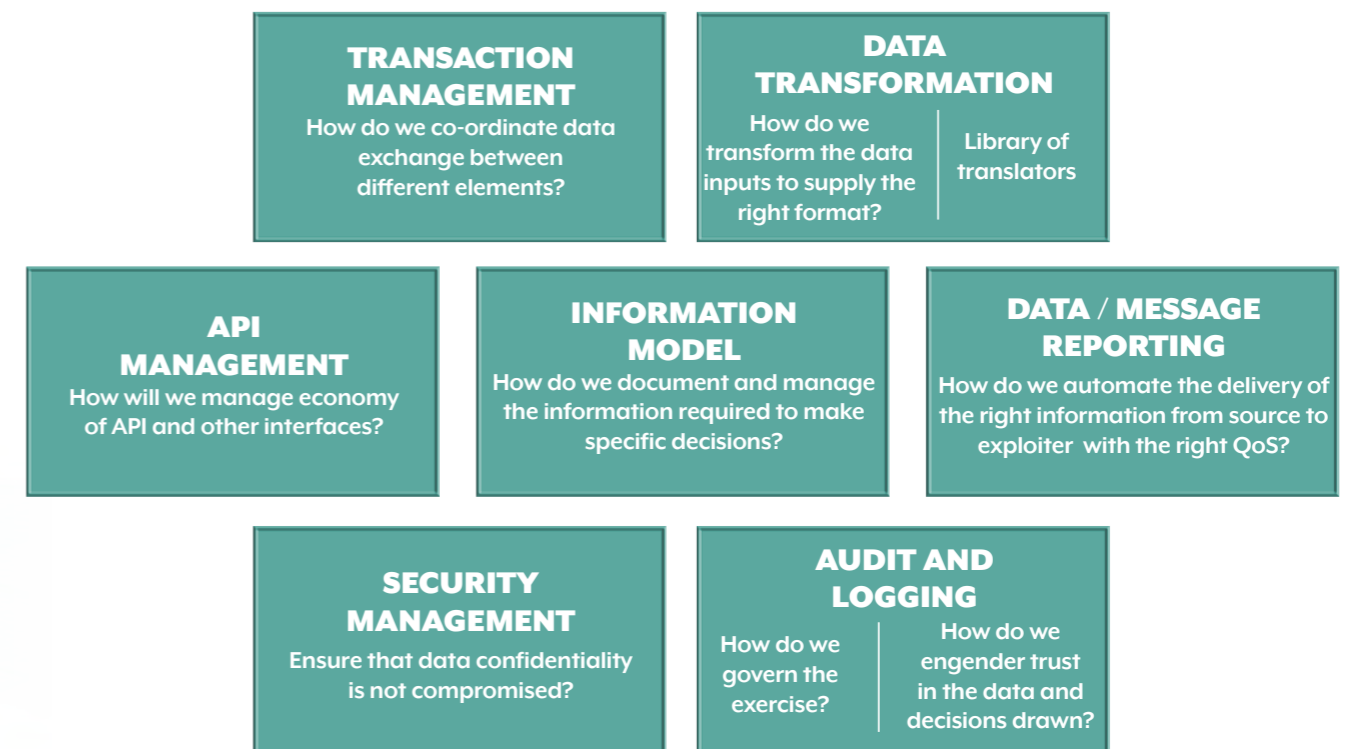 TRANSACTION
MANAGEMENT
How do we co-ordinate data
exchange between
different elements?
DATA
TRANSFORMATION
How do we
transform the data
inputs to supply the
right format?
Library of
translators
API
MANAGEMENT
How will we manage economy
of API and other interfaces?
INFORMATION
MODEL
How do we document and manage
the information required to make
specific decisions?
DATA / MESSAGE
REPORTING
How do we automate the delivery of
the right information from source to
exploiter with the right QoS?
SECURITY
MANAGEMENT
Ensure that data confidentiality
is not compromised?
AUDIT AND
LOGGING
How do we
govern the
exercise?
How do we
engender trust
in the data and
decisions drawn?